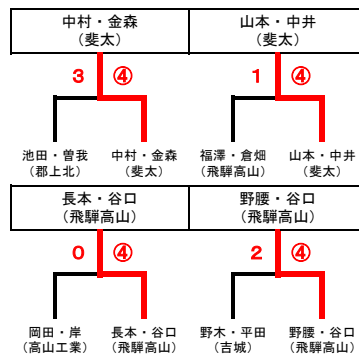 中村・金森 山本・中井
（斐太） （斐太）
3 ④ 1 ④
池田・曽我 中村・金森 福澤・倉畑 山本・中井
（郡上北） （斐太） （飛騨高山） （斐太）
長本・谷口 野腰・谷口
（飛騨高山） （飛騨高山）
0 ④ 2 ④
岡田・岸 長本・谷口 野木・平田 野腰・谷口
（高山工業） （飛騨高山） （吉城） （飛騨高山）